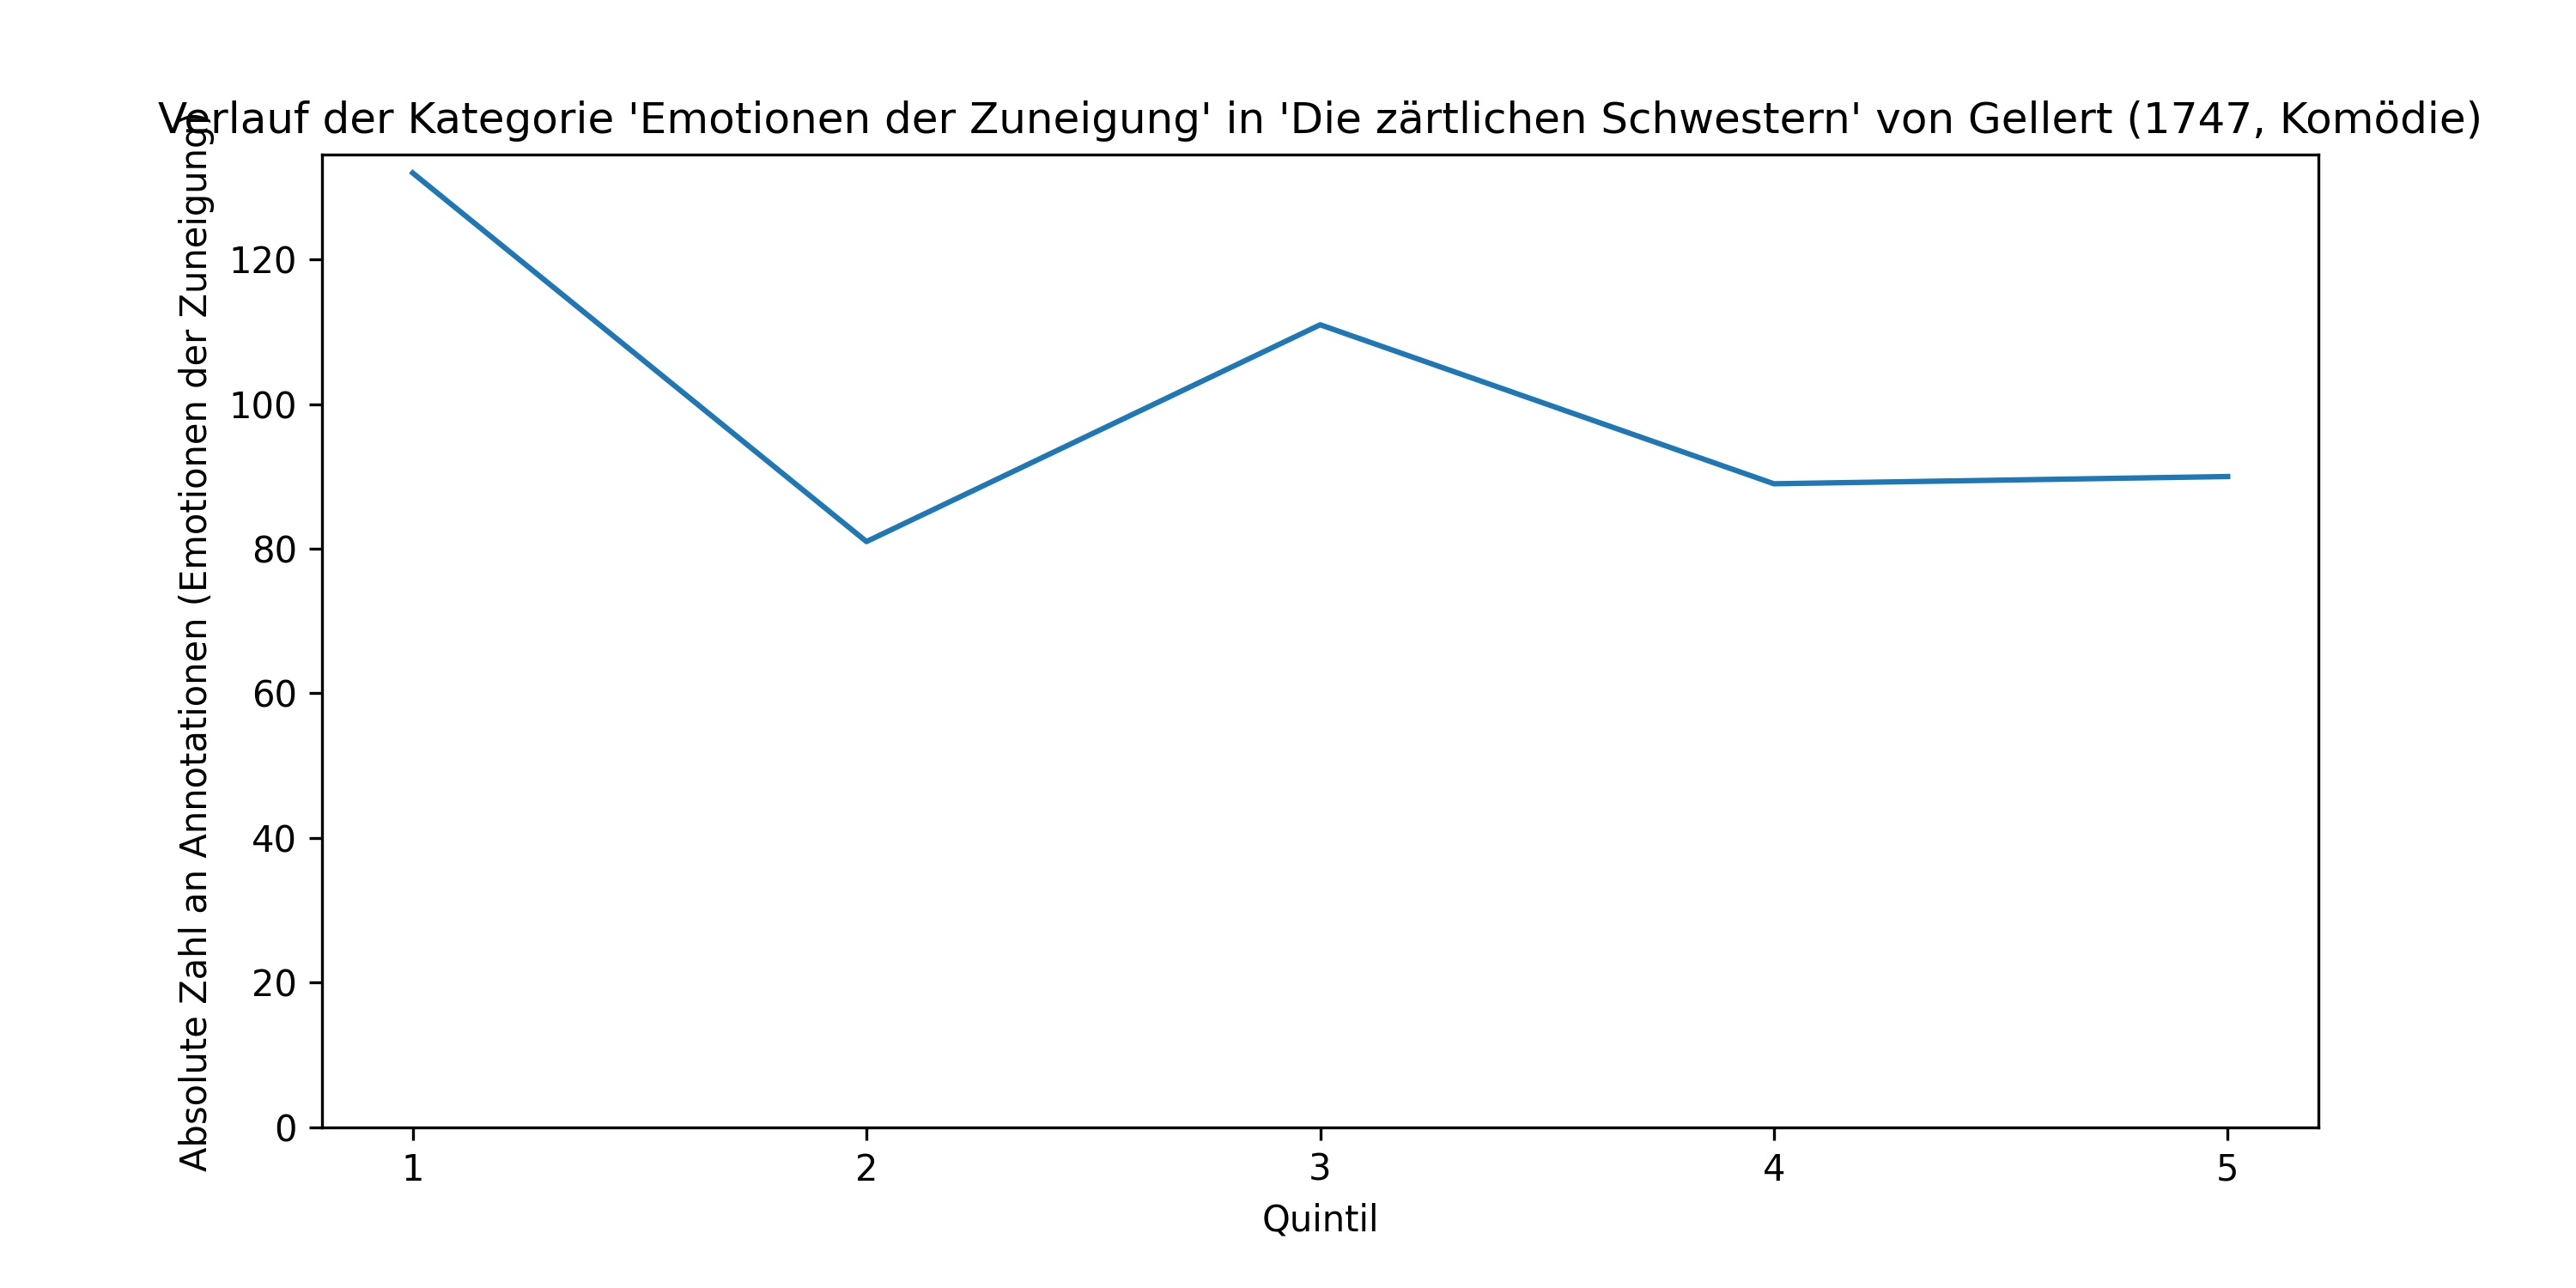 Verlauf der Kategorie 'Emotionen der Zuneigung' in 'Die zärtlichen Schwestern' von Gellert (1747, Komödie)
Absolute Zahl an Annotationen (Emotionen der Zuneigung)
120
100
80
60
40
20
0
1 2 3 4 5
Quintil